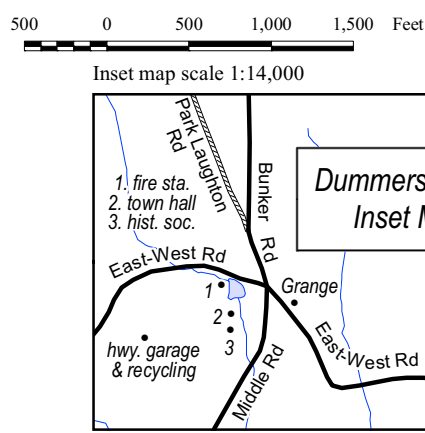 500 0 500 1,000 1,500 Feet
Inset map scale 1:14,000
Park Laughton
Rd
Bunker Rd
1. fire sta.
2. town hall
3. hist. soc.
Dummers
Inset M
East-West Rd
1
Grange
2
3
East-West Rd
hwy. garage
& recycling
Middle Rd